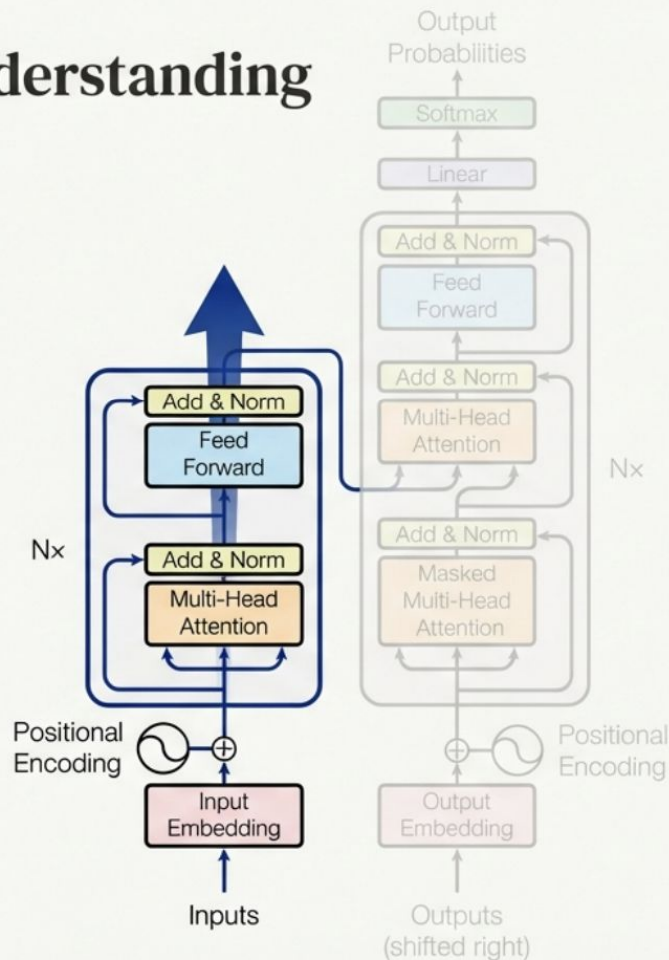 derstanding
Add & Norm
Feed
Forward
Add & Norm
Multi-Head
Attention
Nx
Positional
Encoding
Input
Embedding
Inputs
Output
Probabilities
Softmax
Linear
Add & Norm
Feed
Forward
Add & Norm
Multi-Head
Attention
Nx
Add & Norm
Masked
Multi-Head
Attention
Positional
Encoding
Output
Embedding
Outputs
(shifted right)